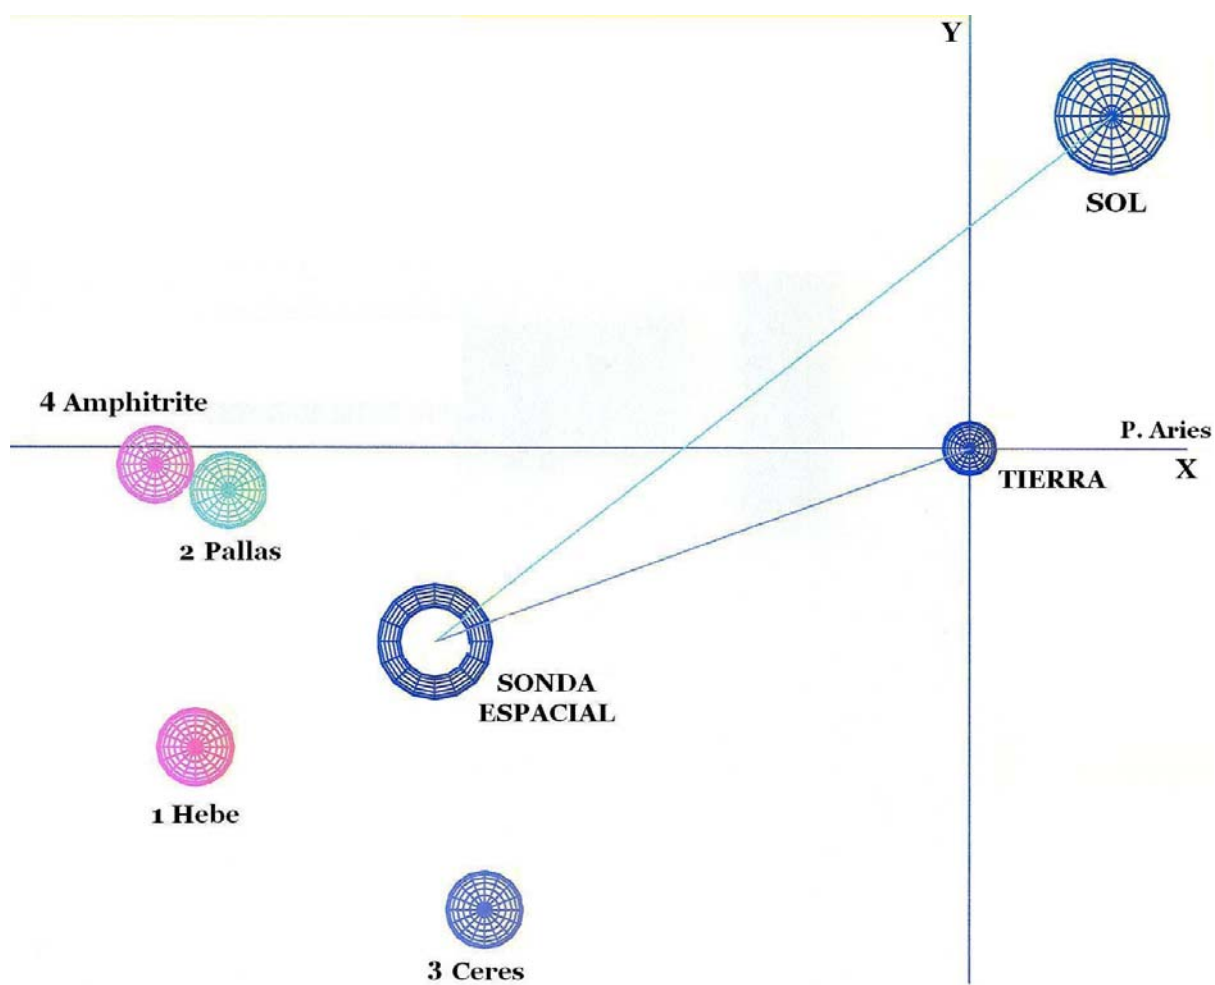 Y
SOL
4 Amphitrite
P. Aries
X
TIERRA
2 Pallas
SONDA
ESPACIAL
1 Hebe
3 Ceres